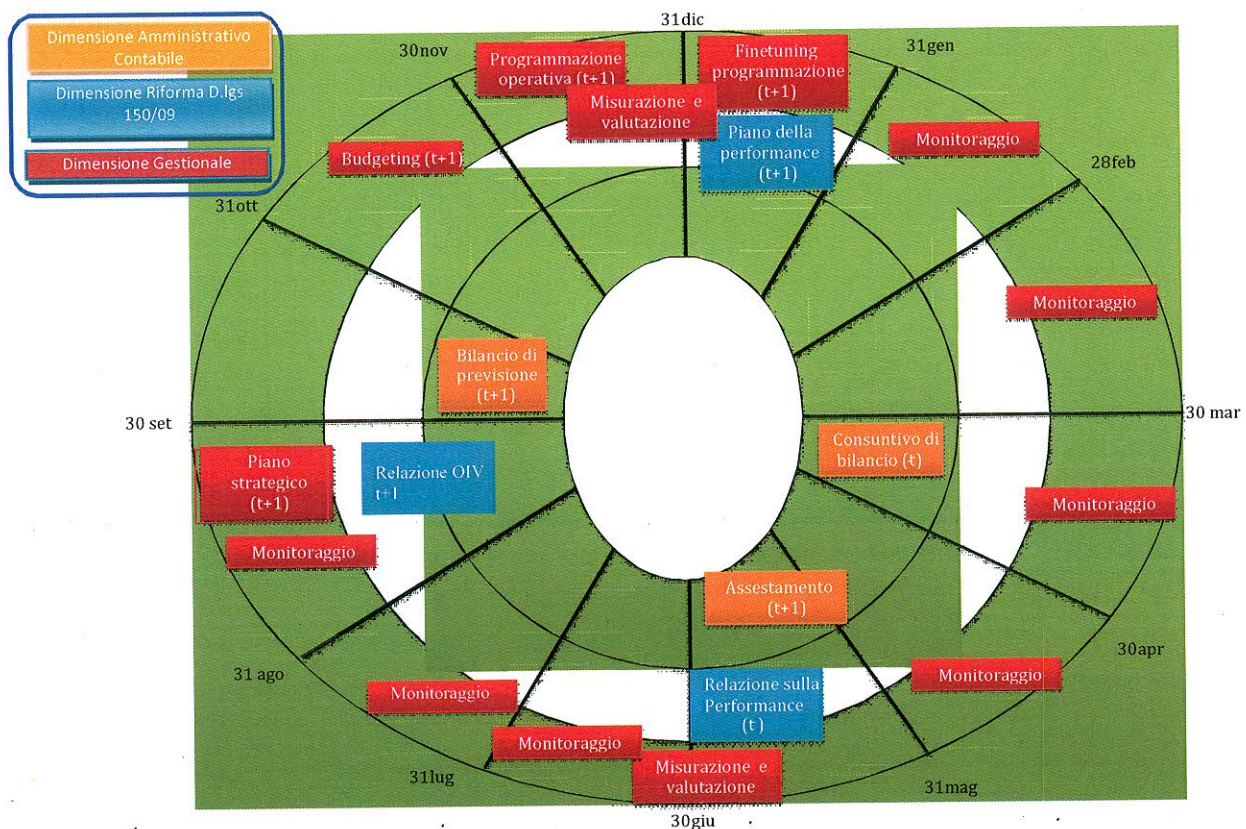 Dimensione Amministrativo
Contabile
Dimensione Riforma D.lgs
150/09
Dimensione Gestionale
31dic
30nov
31gen
Programmazione
operativa (t+1)
Finetuning
programmazione
(t+1)
Misurazione e
valutazione
Piano della
performance
(t+1)
Monitoraggio
Budgeting (t+1)
28feb
31ott
Monitoraggio
Bilancio di
previsione
(t+1)
30 set
30 mar
Consuntivo di
bilancio (t)
Piano
strategico
(t+1)
Relazione OIV
t+1
Monitoraggio
Monitoraggio
Assestamento
(t+1)
30apr
31 ago
Monitoraggio
Relazione sulla
Performance
(t)
Monitoraggio
Monitoraggio
31lug
Misurazione e
valutazione
31mag
30giu